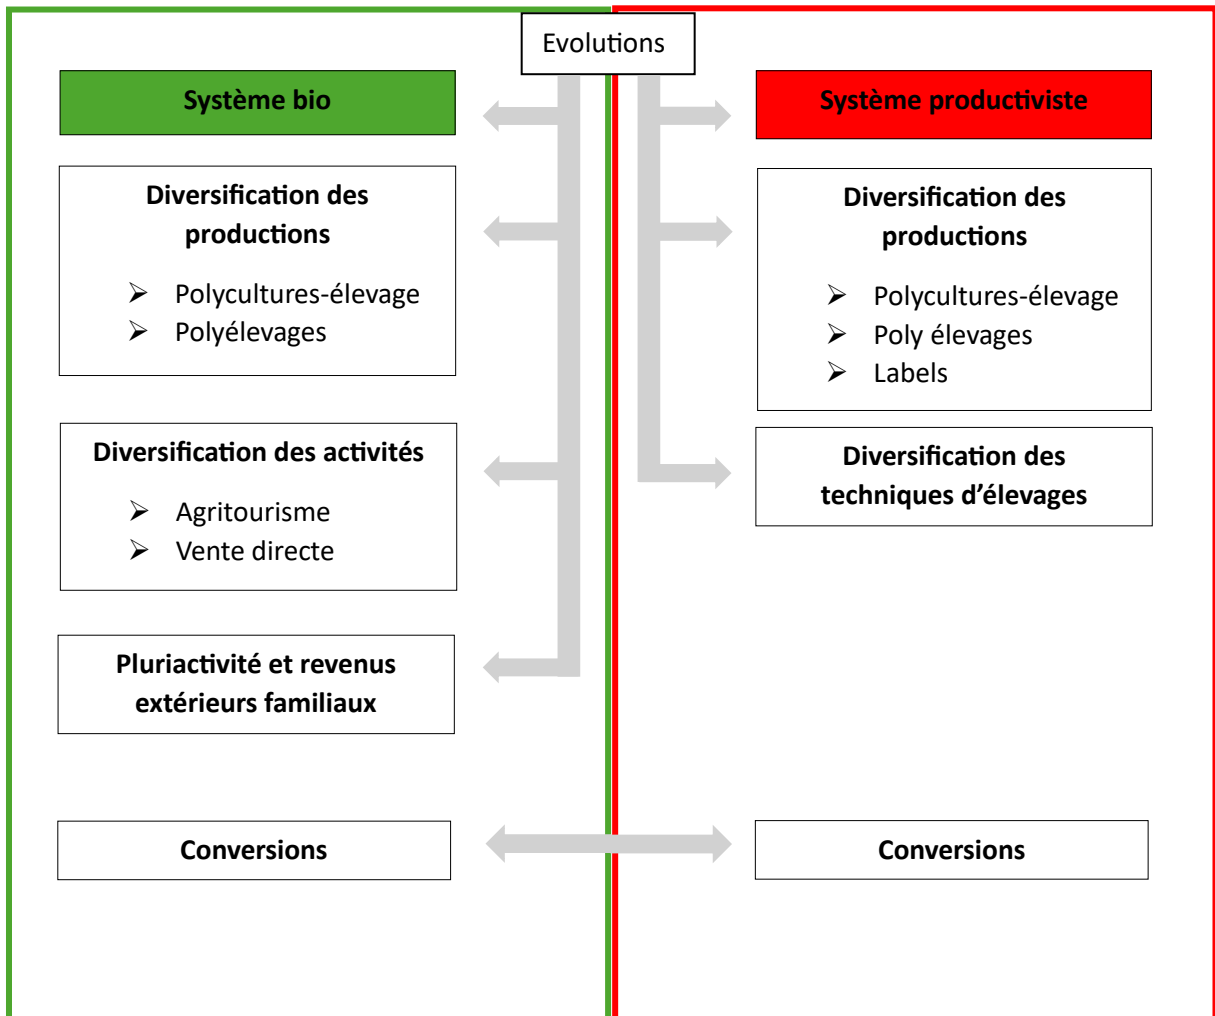 Evolutions
Système bio
Diversification des
productions
➢ Polycultures-élevage
➢ Polyélevages
Diversification des activités
➢ Agritourisme
➢ Vente directe
Pluriactivité et revenus
extérieurs familiaux
Conversions
Système productiviste
Diversification des
productions
➢ Polycultures-élevage
➢ Poly élevages
➢ Labels
Diversification des
techniques d’élevages
Conversions